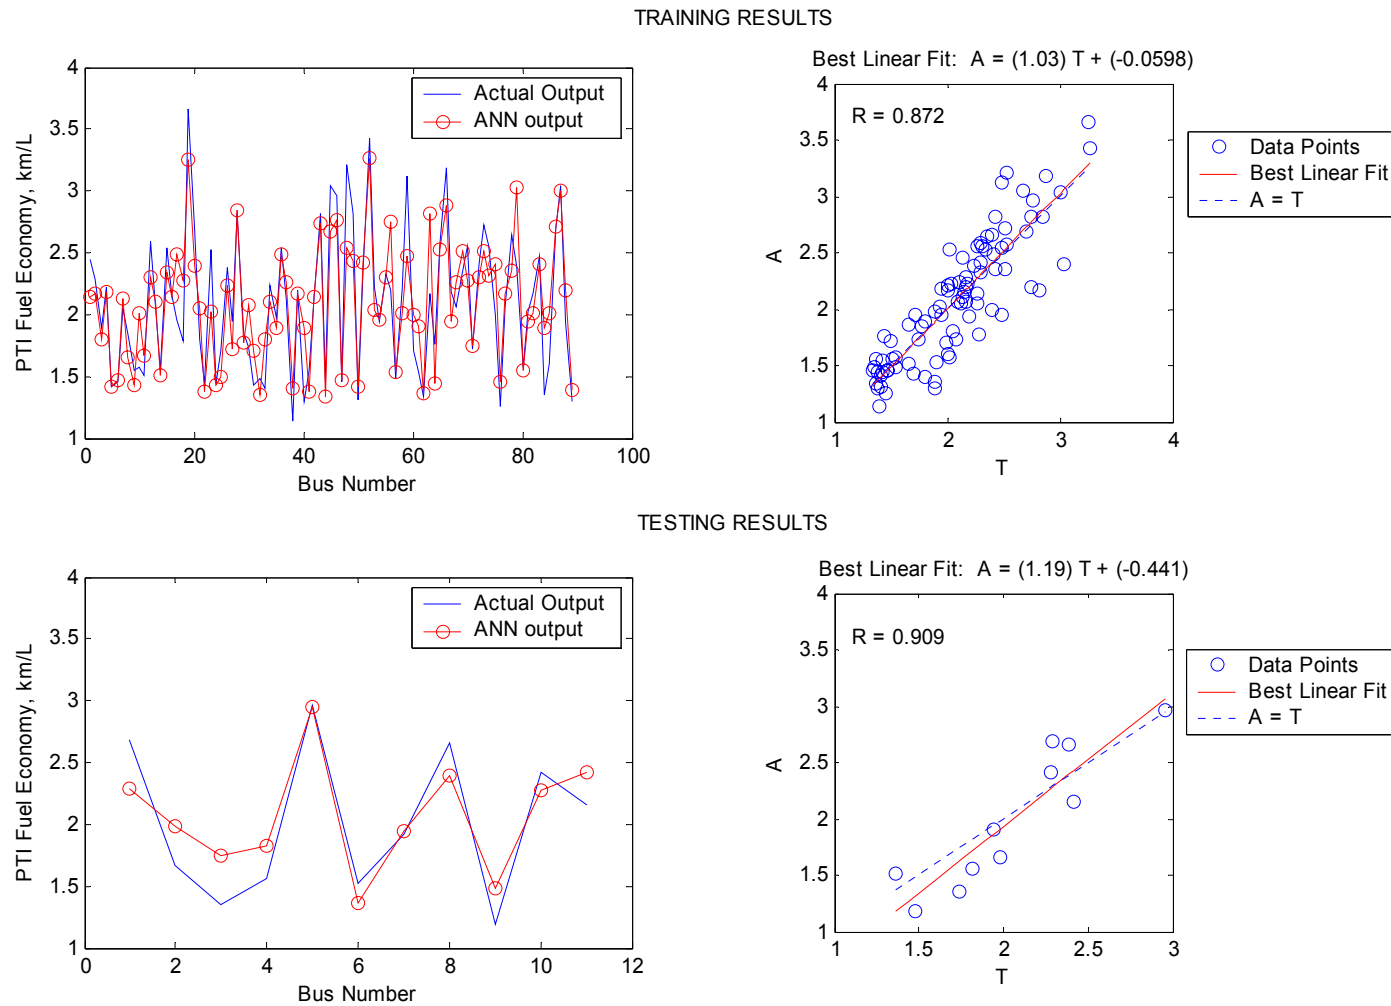 TRAINING RESULTS
4
3.5
3
2.5
2
1.5
1
0
20
40
60
80
100
PTI Fuel Economy, km/L
Bus Number
Actual Output
ANN output
Best Linear Fit: A = (1.03) T + (-0.0598)
R = 0.872
4
3.5
3
2.5
2
1.5
1
1
2
3
4
A
T
Data Points
Best Linear Fit
A = T
TESTING RESULTS
4
3.5
3
2.5
2
1.5
1
0
2
4
6
8
10
12
PTI Fuel Economy, km/L
Bus Number
Actual Output
ANN output
Best Linear Fit: A = (1.19) T + (-0.441)
R = 0.909
4
3.5
3
2.5
2
1.5
1
1
1.5
2
2.5
3
A
T
Data Points
Best Linear Fit
A = T